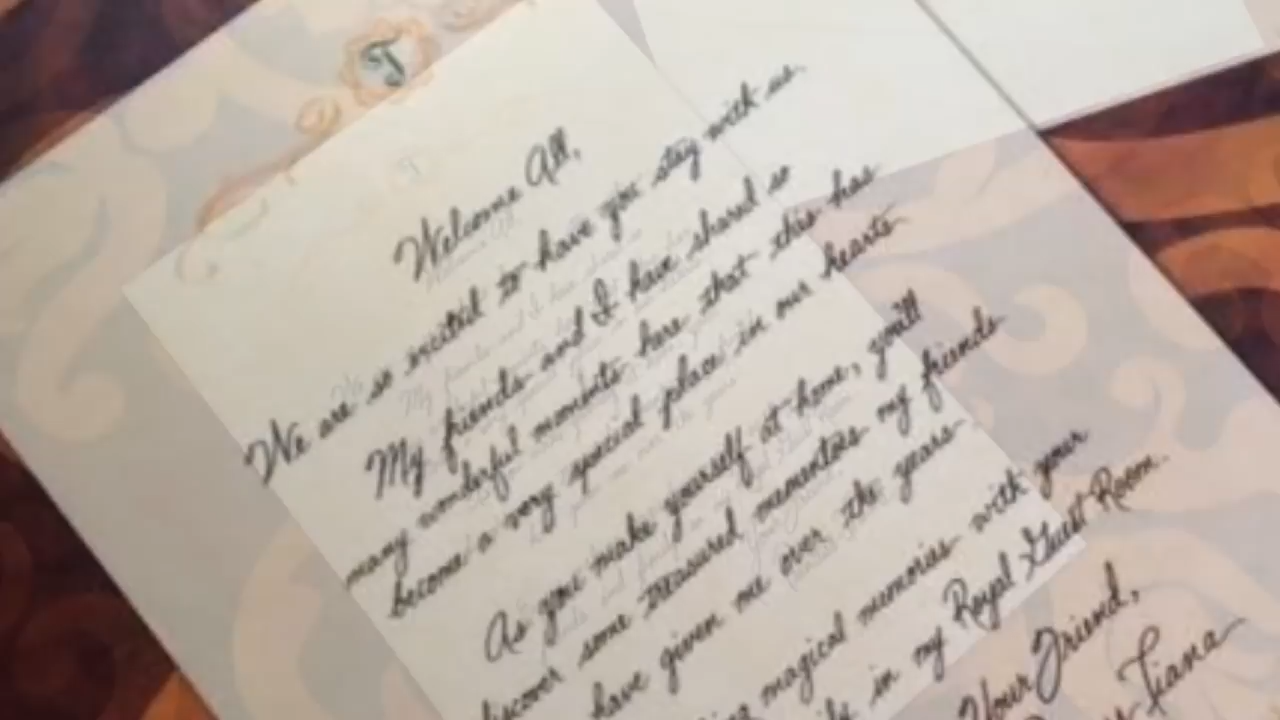 T
Welcome All,
We are so excited to have you stay with us.
My friends and I have shared so
many wonderful moments here that this has
become a very special place in our hearts
As you make yourself at home, you'll
discover some treasured mementos my friends
have given me over the years
magical memories with your
in my Royal Guest Room.
Your Friend,
Tiana